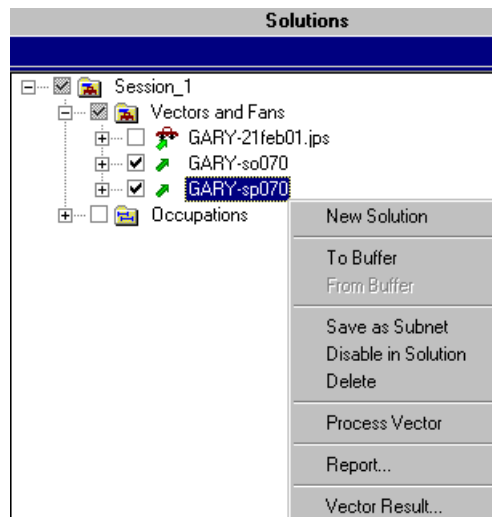 Solutions
Session_1
Vectors and Fans
GARY-21feb01.jps
GARY-so070
GARY-sp070
Occupations
New Solution
To Buffer
From Buffer
Save as Subnet
Disable in Solution
Delete
Process Vector
Report...
Vector Result...